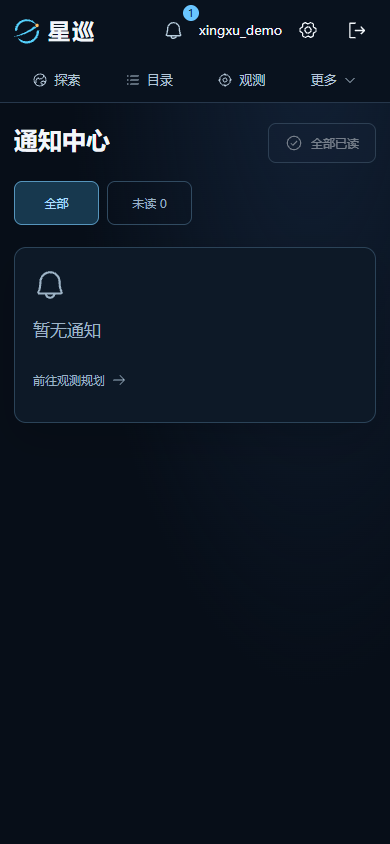 星巡
1
xingxu_demo
探索
目录
观测
更多
通知中心
全部已读
全部
未读 0
暂无通知
前往观测规划